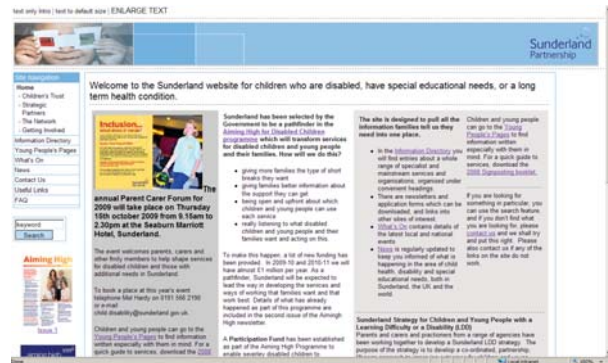 text only intro | text to default size | ENLARGE TEXT
Sunderland
Partnership
Site Navigation
Home
- Children's Trust
- Strategic
Partners
- The Network
- Getting Involved
Information Directory
Young People's Pages
What's On
News
Contact Us
Useful Links
FAQ
keyword
Search
Aiming High
Issue 1
Welcome to the Sunderland website for children who are disabled, have special educational needs, or a long
term health condition.
Inclusion...
The
annual Parent Carer Forum for
2009 will take place on Thursday
15th october 2009 from 9.15am to
2.30pm at the Seaburn Marriott
Hotel, Sunderland.
The event welcomes parents, carers and
other family members to help shape services
for disabled children and those with
additional needs in Sunderland.
To book a place at this year's event
telephone Mel Hardy on 0191 566 2190
or e-mail
child.disability@sunderland.gov.uk.
Children and young people can go to the
Young People's Pages to find information
written especially with them in mind. For a
quick guide to services, download the 2008
Sunderland has been selected by the
Government to be a pathfinder in the
Aiming High for Disabled Children
programme which will transform services
for disabled children and young people
and their families. How will we do this?
giving more families the type of short
breaks they want
giving families better information about
the support they can get
being open and upfront about which
children and young people can use
each service
really listening to what disabled
children and young people and their
families want and acting on this.
To make this happen, a lot of new funding has
been provided. In 2009-10 and 2010-11 we will
have almost £1 million per year. As a
pathfinder, Sunderland will be expected to
lead the way in developing the services and
ways of working that families want and that
work best. Details of what has already
happened as part of this programme are
included in the second issue of the Aiming
High newsletter.
A Participation Fund has been established
as part of the Aiming High Programme to
enable severley disabled children to
The site is designed to pull all the
information families tell us they
need into one place.
In the Information Directory you
will find entries about a whole
range of specialist and
mainstream services and
organisations, organised under
convenient headings.
There are newsletters and
application forms which can be
downloaded, and links into
other sites of interest.
What's On contains details of
the latest local and national
events
News is regularly updated to
keep you informed of what is
happening in the area of child
health, disability and special
educational needs, both in
Sunderland, the UK and the
world.
Children and young people
can go to the Young
People's Pages to find
information written
especially with them in
mind. For a quick guide to
services, download the
2008 Signposting booklet.
If you are looking for
something in particular, you
can use the search feature,
and if you don't find what
you are looking for, please
contact us and we shall try
and put this right. Please
also contact us if any of the
links on the site do not
work.
Sunderland Strategy for Children and Young People with a
Learning Difficulty or a Disability (LDD)
Parents and carers and practitioners from a range of agencies have
been working together to develop a Sunderland LDD strategy. The
purpose of the strategy is to develop a co-ordinated, partnership,